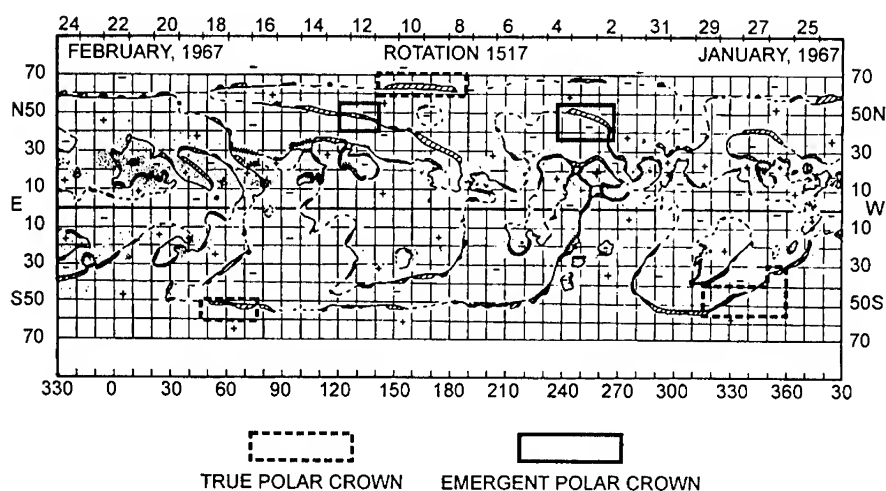 24 22 20 18 16 14 12 10 8 6 4 2 31 29 27 25
FEBRUARY, 1967 ROTATION 1517 JANUARY, 1967
70 70
N50 50N
30 30
10 10
E W
10 10
30 30
S50 50S
70 70
330 0 30 60 90 120 150 180 210 240 270 300 330 360 30
TRUE POLAR CROWN EMERGENT POLAR CROWN